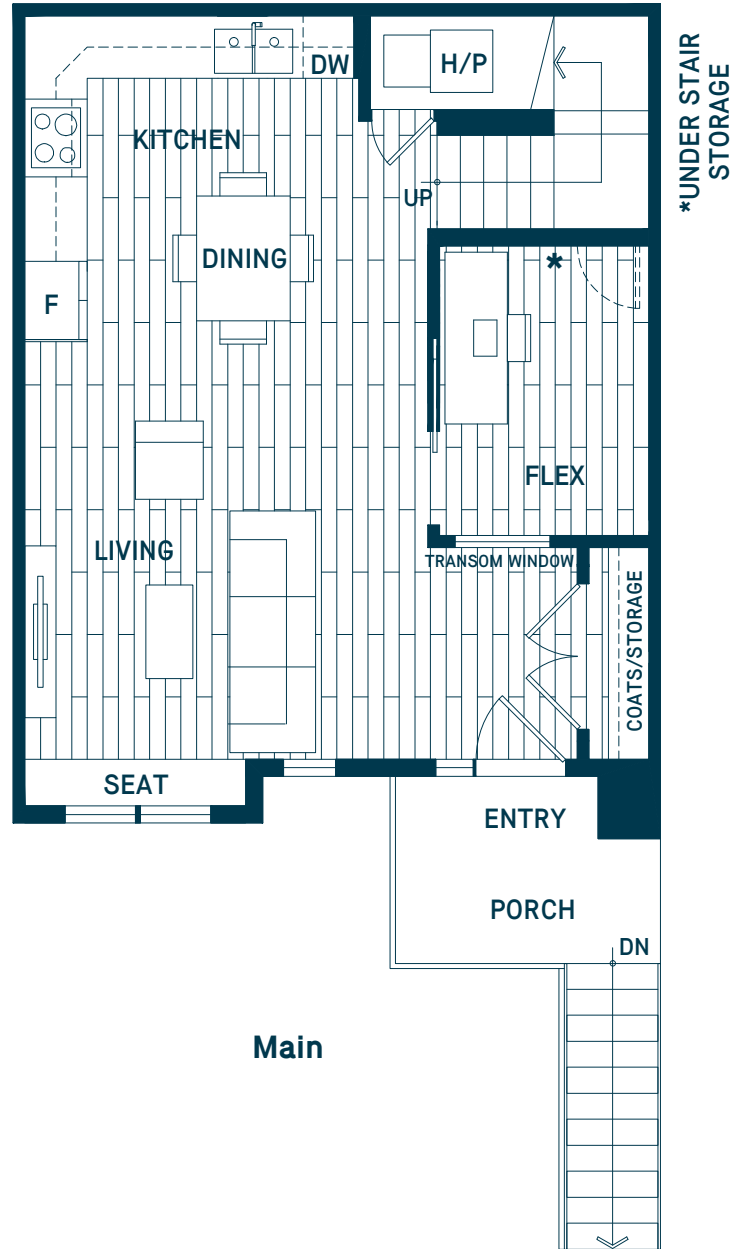 DW
H/P
*UNDER STAIR
STORAGE
KITCHEN
UP
DINING
*
F
FLEX
LIVING
TRANSOM WINDOW
COATS/STORAGE
SEAT
ENTRY
PORCH
DN
Main